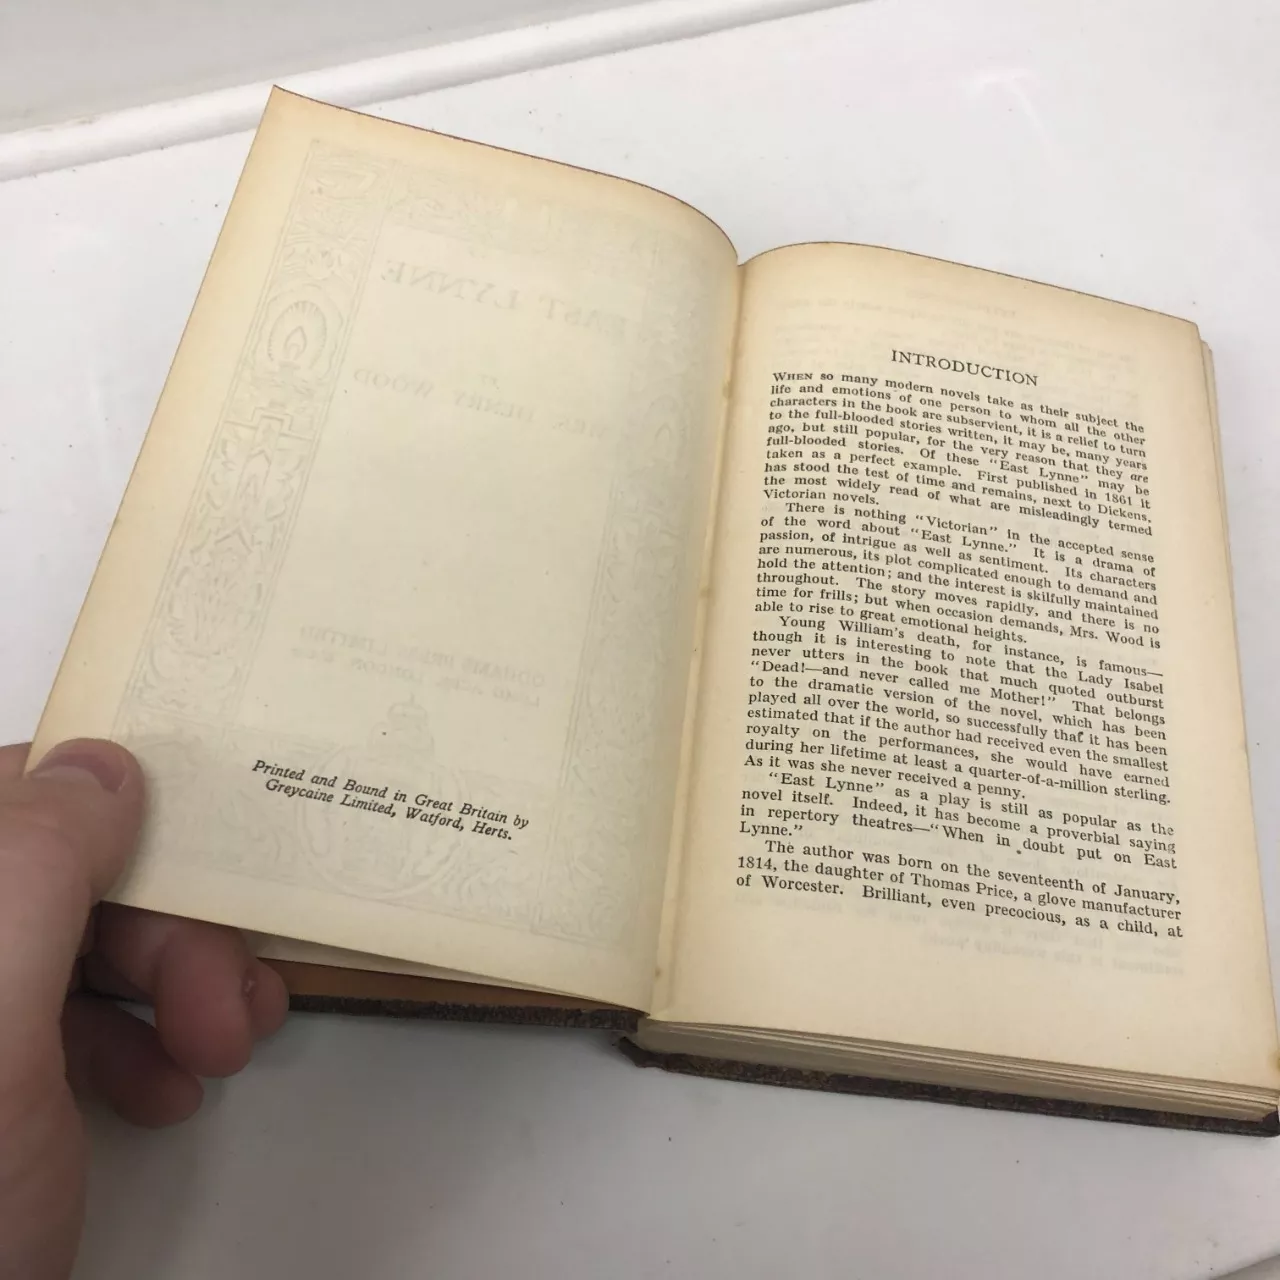 Printed and Bound in Great Britain by
Greycaine Limited, Watford, Herts.
INTRODUCTION
When so many modern novels take as their subject the
life and emotions of one person to whom all the other
characters in the book are subservient, it is a relief to turn
to the full-blooded stories written, it may be, many years
ago, but still popular, for the very reason that they are
full-blooded stories. Of these "East Lynne" may be
taken as a perfect example. First published in 1861 it
has stood the test of time and remains, next to Dickens,
the most widely read of what are misleadingly termed
Victorian novels.
There is nothing "Victorian" in the accepted sense
of the word about "East Lynne." It is a drama of
passion, of intrigue as well as sentiment. Its characters
are numerous, its plot complicated enough to demand and
hold the attention; and the interest is skilfully maintained
throughout. The story moves rapidly, and there is no
time for frills; but when occasion demands, Mrs. Wood is
able to rise to great emotional heights.
Young William's death, for instance, is famous—
though it is interesting to note that the Lady Isabel
never utters in the book that much quoted outburst
"Dead!—and never called me Mother!" That belongs
to the dramatic version of the novel, which has been
played all over the world, so successfully that it has been
estimated that if the author had received even the smallest
royalty on the performances, she would have earned
during her lifetime at least a quarter-of-a-million sterling.
As it was she never received a penny.
"East Lynne" as a play is still as popular as the
novel itself. Indeed, it has become a proverbial saying
in repertory theatres—"When in doubt put on East
Lynne."
The author was born on the seventeenth of January,
1814, the daughter of Thomas Price, a glove manufacturer
of Worcester. Brilliant, even precocious, as a child, at